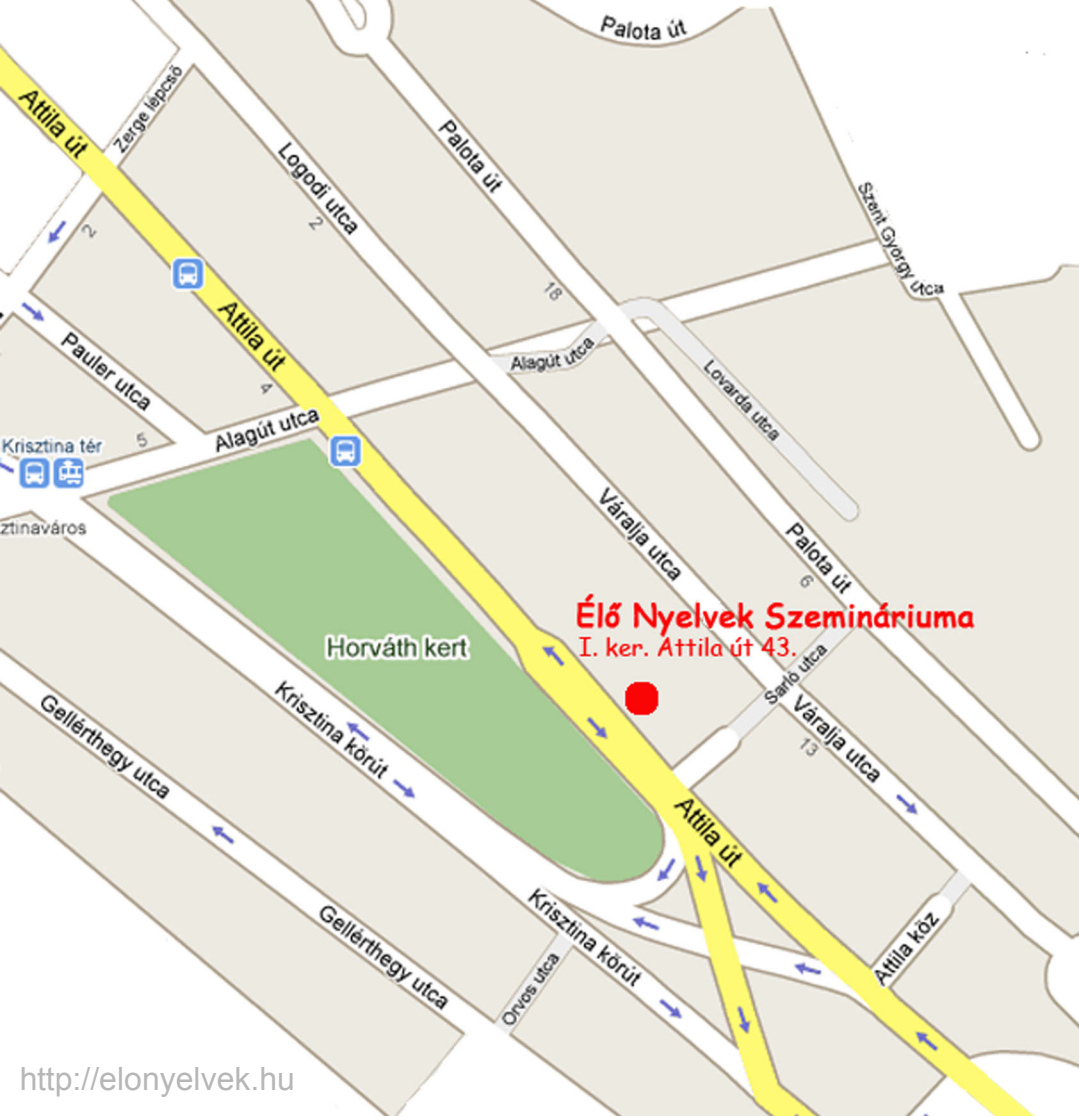 Palota út
Attila út
Zerge lépcső
Palota út
Logodi utca
2
Szent György utca
2
18
Attila út
Pauler utca
4
Alagút utca
Lovarda utca
Alagút utca
5
Krisztina tér
sztinaváros
Váralja utca
Palota út
6
Élő Nyelvek Szemináriuma
I. ker. Attila út 43.
Horváth kert
Sarló utca
Krisztina körút
Gellérthegy utca
Váralja utca
13
Attila út
Krisztina körút
Gellérthegy utca
Attila köz
Orvos utca
http://elonyelvek.hu